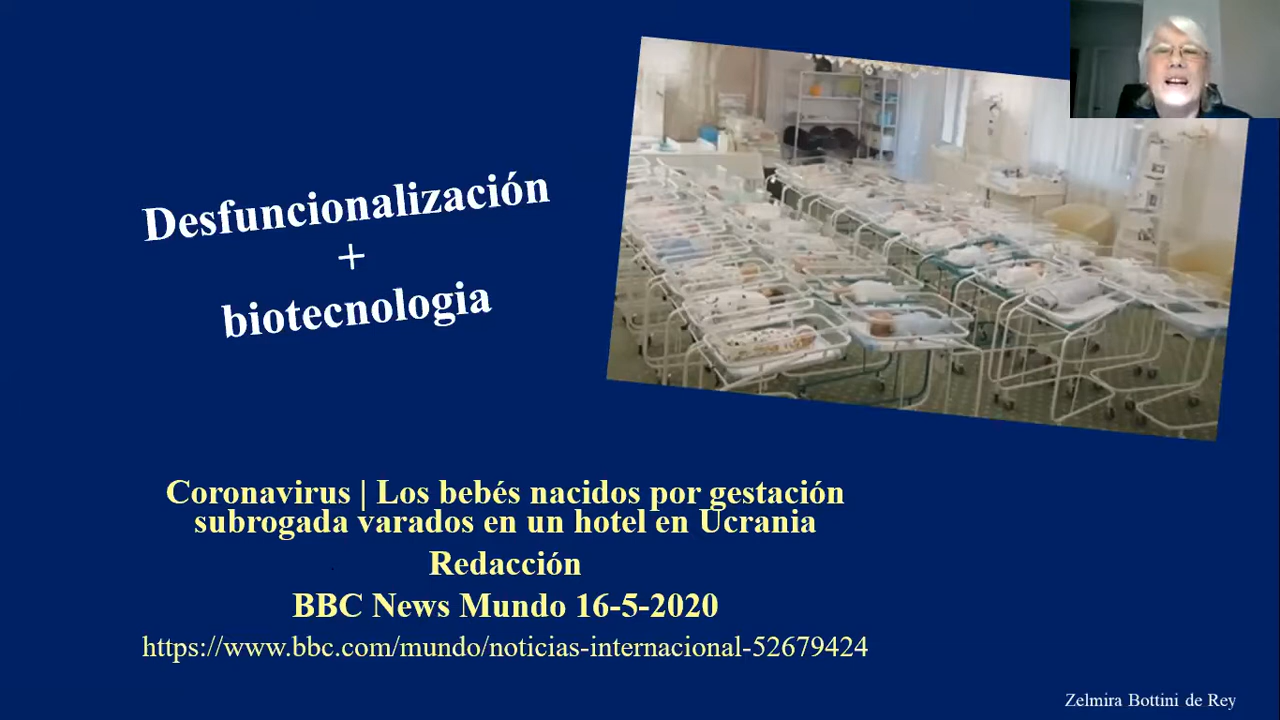 Desfuncionalización
+
biotecnologia
Coronavirus | Los bebés nacidos por gestación
subrogada varados en un hotel en Ucrania
Redacción
BBC News Mundo 16-5-2020
https://www.bbc.com/mundo/noticias-internacional-52679424
Zelmira Bottini de Rey